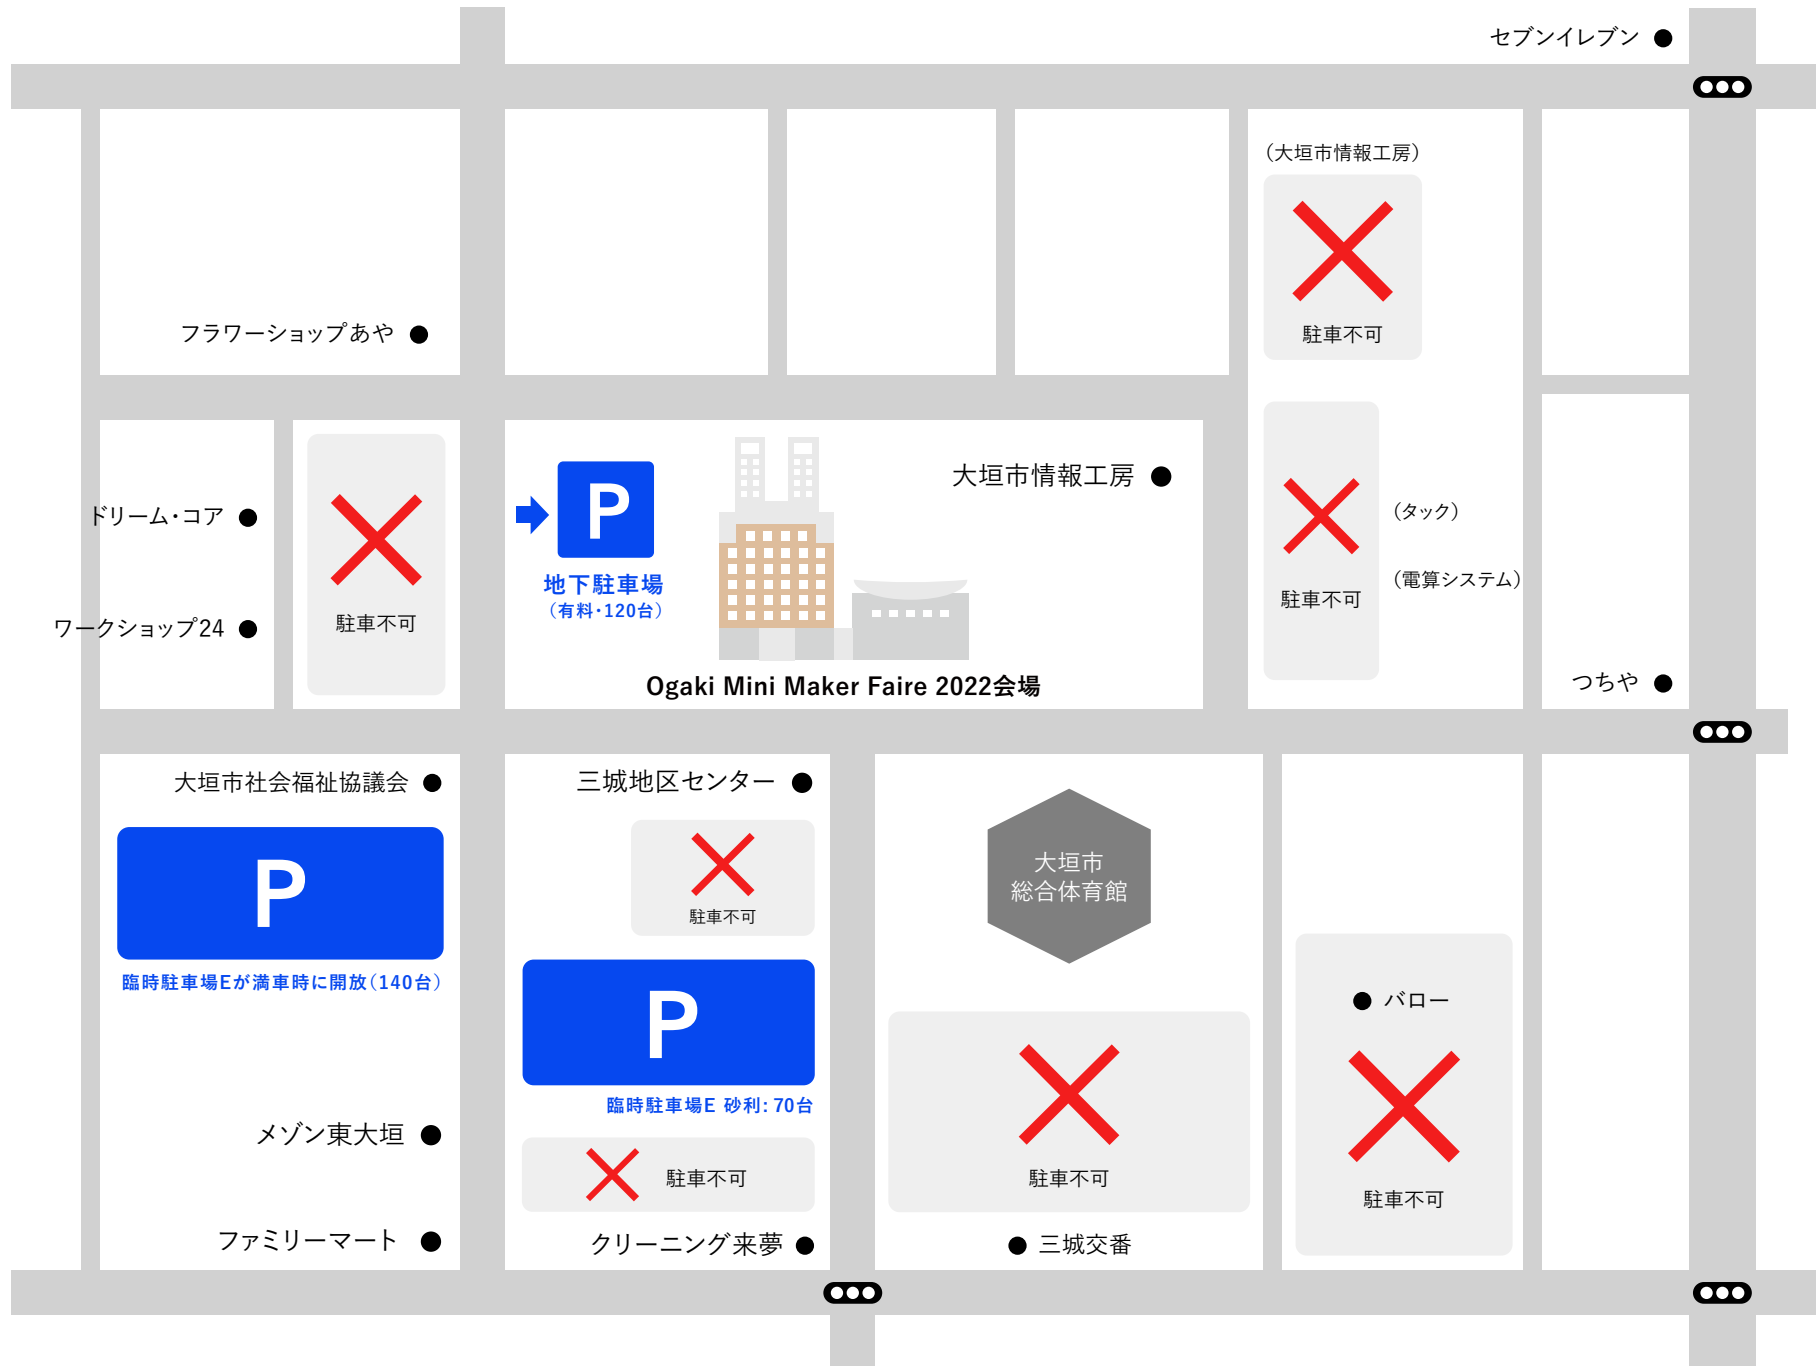 セブンイレブン
（大垣市情報工房）
駐車不可
フラワーショップあや
P
地下駐車場
（有料・120台）
大垣市情報工房
Ogaki Mini Maker Faire 2022会場
ドリーム・コア
ワークショップ24
駐車不可
（タック）
（電算システム）
駐車不可
つちや
大垣市社会福祉協議会
P
臨時駐車場Eが満車時に開放（140台）
メゾン東大垣
ファミリーマート
三城地区センター
駐車不可
P
臨時駐車場E 砂利：70台
駐車不可
クリーニング来夢
大垣市
総合体育館
駐車不可
三城交番
バロー
駐車不可